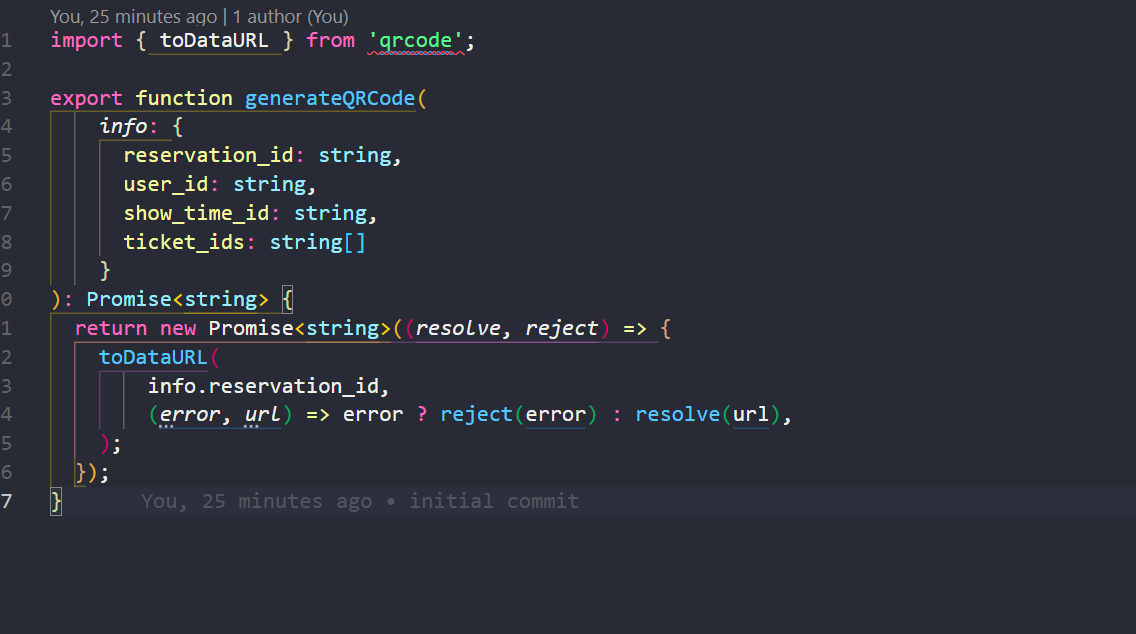 You, 25 minutes ago | 1 author (You)
1 import { toDataURL } from 'qrcode';
2
3 export function generateQRCode(
4     info: {
5       reservation_id: string,
6       user_id: string,
7       show_time_id: string,
8       ticket_ids: string[]
9     }
0 ): Promise<string> {
1   return new Promise<string>((resolve, reject) => {
2     toDataURL(
3         info.reservation_id,
4         (error, url) => error ? reject(error) : resolve(url),
5     );
6   });
7 }       You, 25 minutes ago • initial commit